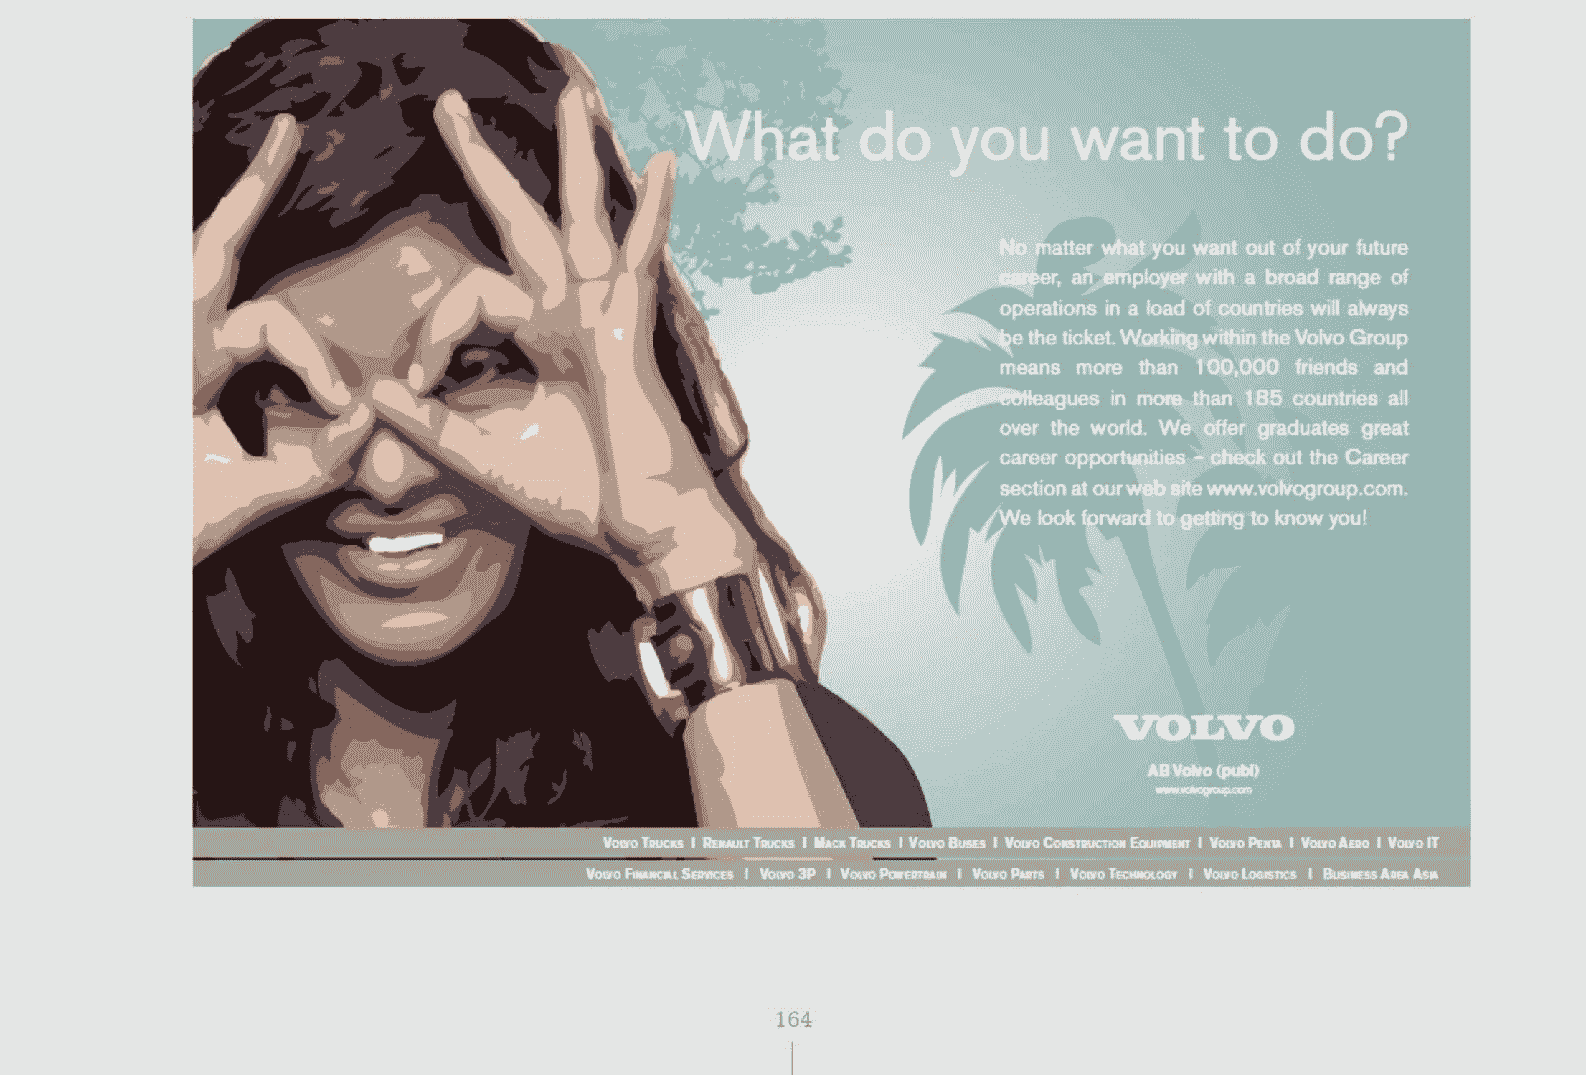 What do you want to do?
No matter what you want out of your future
career, an employer with a broad range of
operations in a load of countries will always
be the ticket. Working within the Volvo Group
means more than 100,000 friends and
colleagues in more than 185 countries all
over the world. We offer graduates great
career opportunities – check out the Career
section at our web site www.volvogroup.com.
We look forward to getting to know you!
VOLVO
AB Volvo (publ)
www.volvogroup.com
Volvo Trucks | Renault Trucks | Mack Trucks | Volvo Buses | Volvo Construction Equipment | Volvo Penta | Volvo Aero | Volvo IT
Volvo Financial Services | Volvo 3P | Volvo Powertrain | Volvo Parts | Volvo Technology | Volvo Logistics | Business Area Asia
164